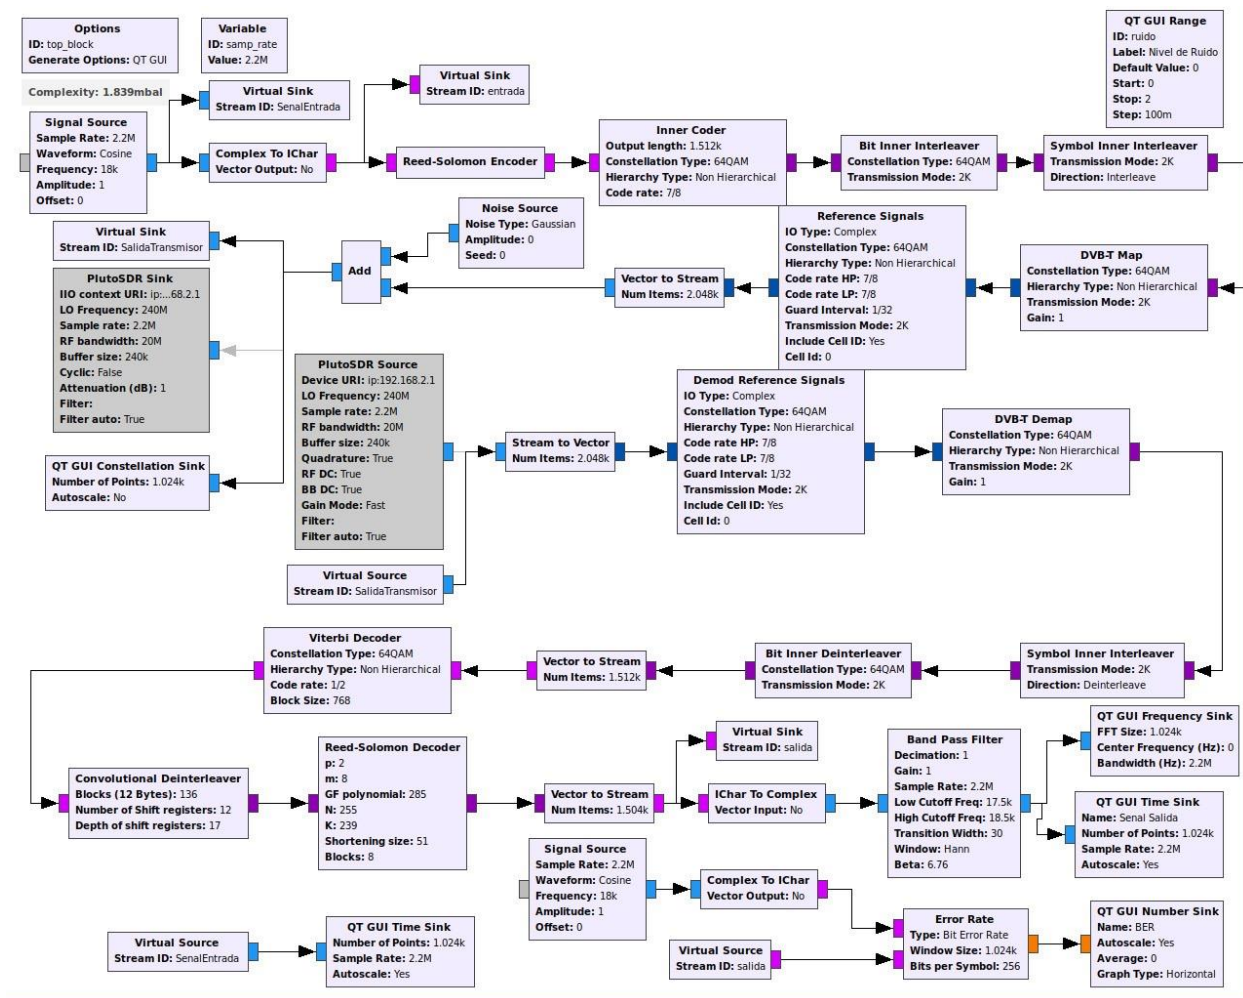 Options
ID: top_block
Generate Options: QT GUI
Variable
ID: samp_rate
Value: 2.2M
QT GUI Range
ID: ruido
Label: Nivel de Ruido
Default Value: 0
Start: 0
Stop: 2
Step: 100m
Complexity: 1.839mbal
Virtual Sink
Stream ID: SenalEntrada
Virtual Sink
Stream ID: entrada
Signal Source
Sample Rate: 2.2M
Waveform: Cosine
Frequency: 18k
Amplitude: 1
Offset: 0
Complex To IChar
Vector Output: No
Reed-Solomon Encoder
Inner Coder
Output length: 1.512k
Constellation Type: 64QAM
Hierarchy Type: Non Hierarchical
Code rate: 7/8
Bit Inner Interleaver
Constellation Type: 64QAM
Transmission Mode: 2K
Symbol Inner Interleaver
Transmission Mode: 2K
Direction: Interleave
Virtual Sink
Stream ID: SalidaTransmisor
Noise Source
Noise Type: Gaussian
Amplitude: 0
Seed: 0
Reference Signals
IO Type: Complex
Constellation Type: 64QAM
Hierarchy Type: Non Hierarchical
Code rate HP: 7/8
Code rate LP: 7/8
Guard Interval: 1/32
Transmission Mode: 2K
Include Cell ID: Yes
Cell Id: 0
DVB-T Map
Constellation Type: 64QAM
Hierarchy Type: Non Hierarchical
Transmission Mode: 2K
Gain: 1
Add
Vector to Stream
Num Items: 2.048k
PlutoSDR Sink
IIO context URI: ip:...68.2.1
LO Frequency: 240M
Sample rate: 2.2M
RF bandwidth: 20M
Buffer size: 240k
Cyclic: False
Attenuation (dB): 1
Filter:
Filter auto: True
PlutoSDR Source
Device URI: ip:192.168.2.1
LO Frequency: 240M
Sample rate: 2.2M
RF bandwidth: 20M
Buffer size: 240k
Quadrature: True
RF DC: True
BB DC: True
Gain Mode: Fast
Filter:
Filter auto: True
Stream to Vector
Num Items: 2.048k
Demod Reference Signals
IO Type: Complex
Constellation Type: 64QAM
Hierarchy Type: Non Hierarchical
Code rate HP: 7/8
Code rate LP: 7/8
Guard Interval: 1/32
Transmission Mode: 2K
Include Cell ID: Yes
Cell Id: 0
DVB-T Demap
Constellation Type: 64QAM
Hierarchy Type: Non Hierarchical
Transmission Mode: 2K
Gain: 1
QT GUI Constellation Sink
Number of Points: 1.024k
Autoscale: No
Virtual Source
Stream ID: SalidaTransmisor
Viterbi Decoder
Constellation Type: 64QAM
Hierarchy Type: Non Hierarchical
Code rate: 1/2
Block Size: 768
Vector to Stream
Num Items: 1.512k
Bit Inner Deinterleaver
Constellation Type: 64QAM
Transmission Mode: 2K
Symbol Inner Interleaver
Transmission Mode: 2K
Direction: Deinterleave
Convolutional Deinterleaver
Blocks (12 Bytes): 136
Number of Shift registers: 12
Depth of shift registers: 17
Reed-Solomon Decoder
p: 2
m: 8
GF polynomial: 285
N: 255
K: 239
Shortening size: 51
Blocks: 8
Vector to Stream
Num Items: 1.504k
Virtual Sink
Stream ID: salida
IChar To Complex
Vector Input: No
Band Pass Filter
Decimation: 1
Gain: 1
Sample Rate: 2.2M
Low Cutoff Freq: 17.5k
High Cutoff Freq: 18.5k
Transition Width: 30
Window: Hann
Beta: 6.76
QT GUI Frequency Sink
FFT Size: 1.024k
Center Frequency (Hz): 0
Bandwidth (Hz): 2.2M
QT GUI Time Sink
Name: Senal Salida
Number of Points: 1.024k
Sample Rate: 2.2M
Autoscale: Yes
Signal Source
Sample Rate: 2.2M
Waveform: Cosine
Frequency: 18k
Amplitude: 1
Offset: 0
Complex To IChar
Vector Output: No
Virtual Source
Stream ID: SenalEntrada
QT GUI Time Sink
Number of Points: 1.024k
Sample Rate: 2.2M
Autoscale: Yes
Virtual Source
Stream ID: salida
Error Rate
Type: Bit Error Rate
Window Size: 1.024k
Bits per Symbol: 256
QT GUI Number Sink
Name: BER
Autoscale: Yes
Average: 0
Graph Type: Horizontal